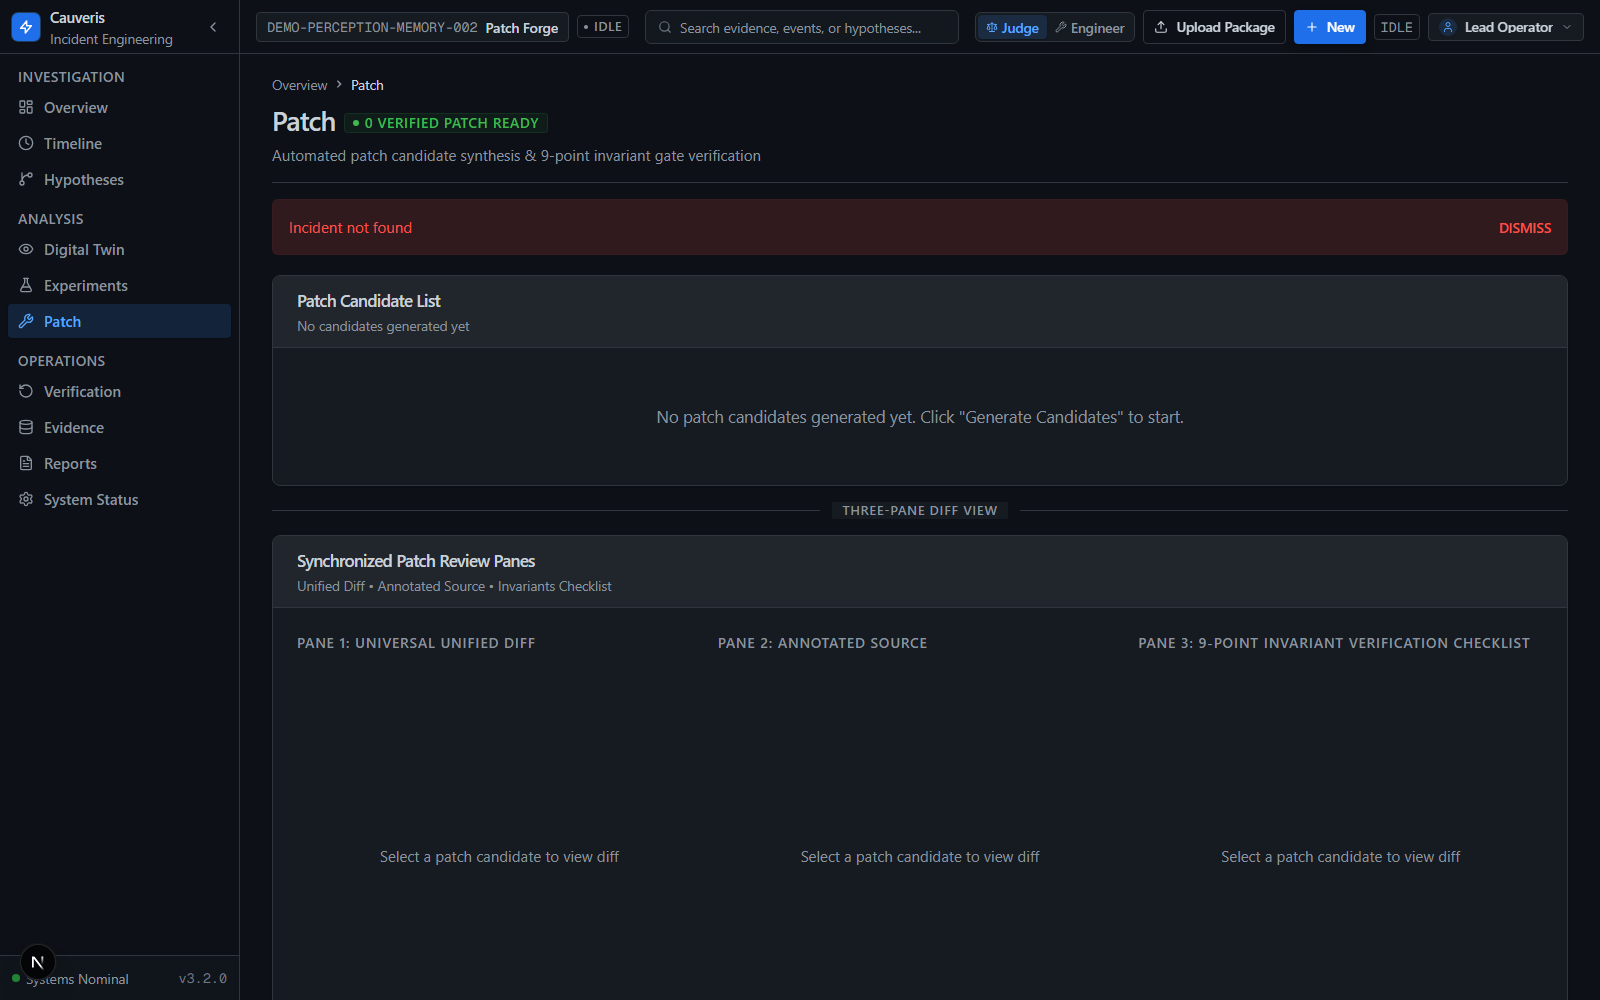 Cauveris
Incident Engineering
DEMO-PERCEPTION-MEMORY-002 Patch Forge
• IDLE
Search evidence, events, or hypotheses...
Judge
Engineer
Upload Package
+ New
IDLE
Lead Operator
INVESTIGATION
Overview
Timeline
Hypotheses
ANALYSIS
Digital Twin
Experiments
Patch
OPERATIONS
Verification
Evidence
Reports
System Status
N
Systems Nominal
v3.2.0
Overview > Patch
Patch
• 0 VERIFIED PATCH READY
Automated patch candidate synthesis & 9-point invariant gate verification
Incident not found
DISMISS
Patch Candidate List
No candidates generated yet
No patch candidates generated yet. Click "Generate Candidates" to start.
THREE-PANE DIFF VIEW
Synchronized Patch Review Panes
Unified Diff • Annotated Source • Invariants Checklist
PANE 1: UNIVERSAL UNIFIED DIFF
PANE 2: ANNOTATED SOURCE
PANE 3: 9-POINT INVARIANT VERIFICATION CHECKLIST
Select a patch candidate to view diff
Select a patch candidate to view diff
Select a patch candidate to view diff